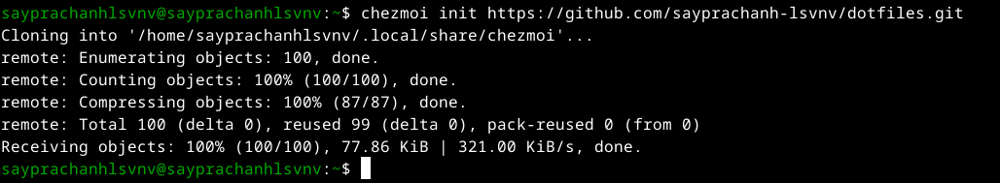 sayprachanhlsvnv@sayprachanhlsvnv:~$ chezmoi init https://github.com/sayprachanh-lsvnv/dotfiles.git
Cloning into '/home/sayprachanhlsvnv/.local/share/chezmoi'...
remote: Enumerating objects: 100, done.
remote: Counting objects: 100% (100/100), done.
remote: Compressing objects: 100% (87/87), done.
remote: Total 100 (delta 0), reused 99 (delta 0), pack-reused 0 (from 0)
Receiving objects: 100% (100/100), 77.86 KiB | 321.00 KiB/s, done.
sayprachanhlsvnv@sayprachanhlsvnv:~$